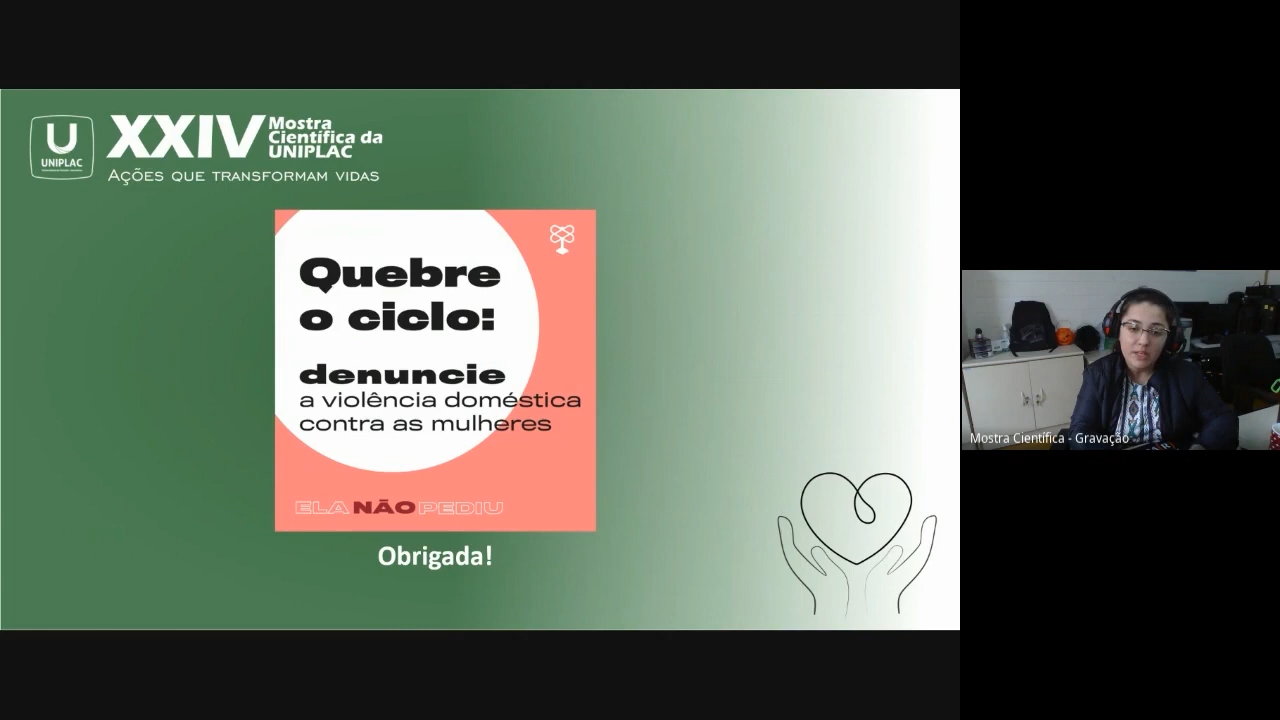 UNIPLAC
XXIV Mostra
Científica da
UNIPLAC
AÇÕES QUE TRANSFORMAM VIDAS
Quebre
o ciclo:
denuncie
a violência doméstica
contra as mulheres
ELA NÃO PEDIU
Obrigada!
Mostra Científica - Gravação